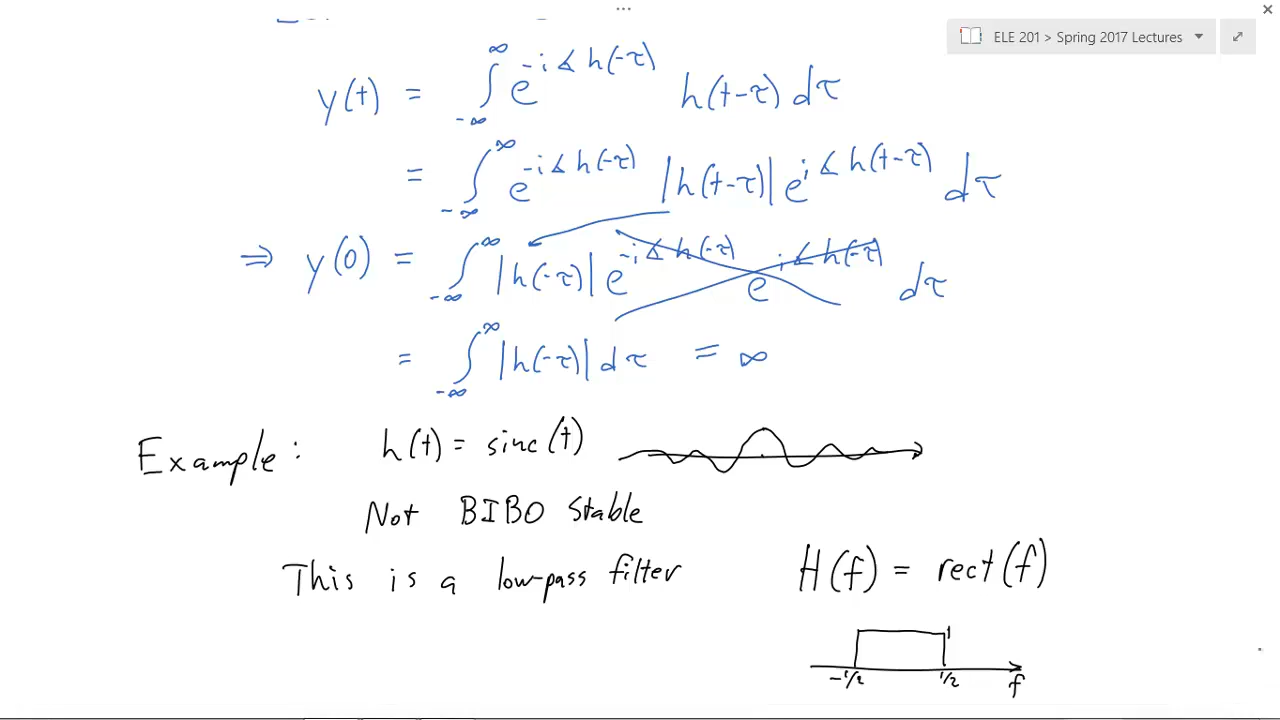 ELE 201 > Spring 2017 Lectures
y(t) = ∫_{-∞}^{∞} e^{-i∡h(-τ)} h(t-τ) dτ
= ∫_{-∞}^{∞} e^{-i∡h(-τ)} |h(t-τ)| e^{i∡h(t-τ)} dτ
⇒ y(0) = ∫_{-∞}^{∞} |h(-τ)| e^{-i∡h(-τ)} e^{i∡h(-τ)} dτ
= ∫_{-∞}^{∞} |h(-τ)| dτ = ∞
Example: h(t) = sinc(t)
Not BIBO Stable
This is a low-pass filter H(f) = rect(f)
1
-1/2 1/2 f